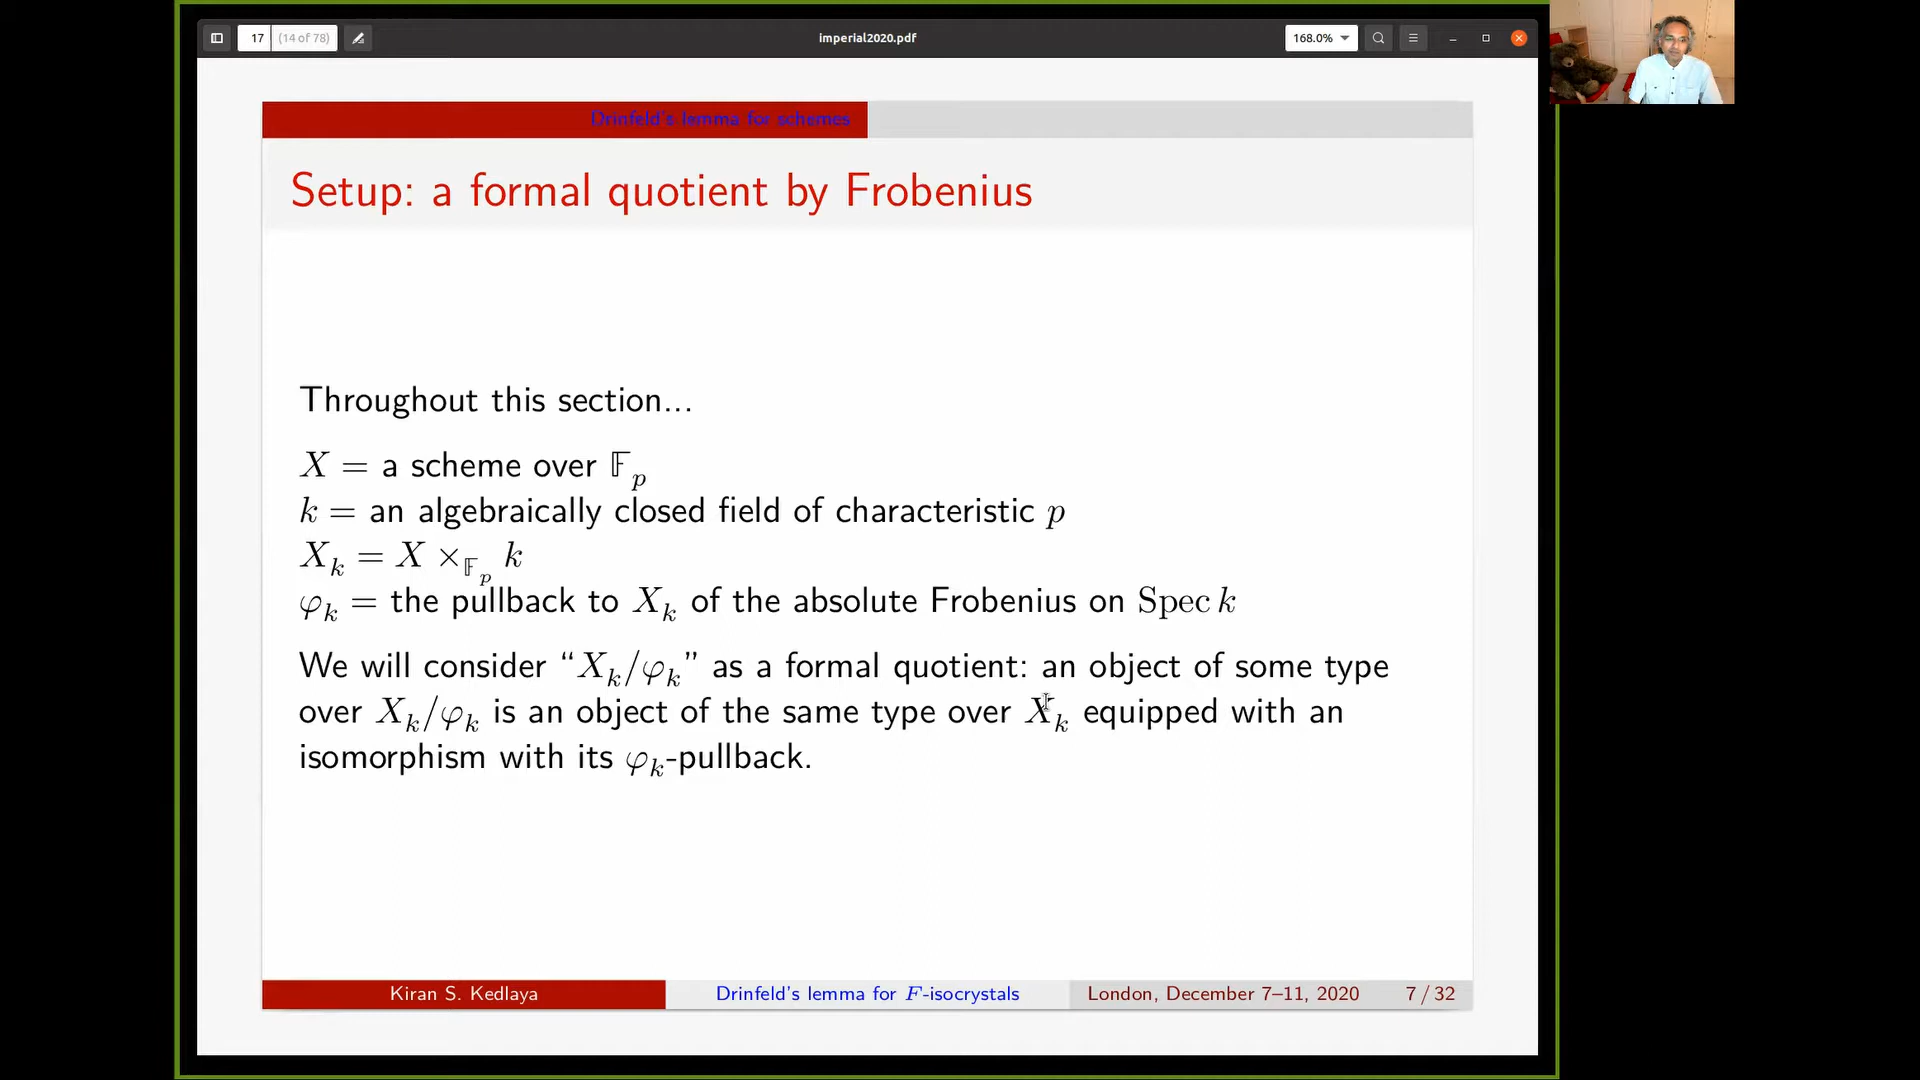 17 (14 of 78) imperial2020.pdf 168.0%
Drinfeld's lemma for schemes
Setup: a formal quotient by Frobenius
Throughout this section...
X = a scheme over 𝔽_p
k = an algebraically closed field of characteristic p
X_k = X ×_{𝔽_p} k
φ_k = the pullback to X_k of the absolute Frobenius on Spec k
We will consider “X_k/φ_k” as a formal quotient: an object of some type
over X_k/φ_k is an object of the same type over X_k equipped with an
isomorphism with its φ_k-pullback.
Kiran S. Kedlaya Drinfeld's lemma for F-isocrystals London, December 7–11, 2020 7 / 32